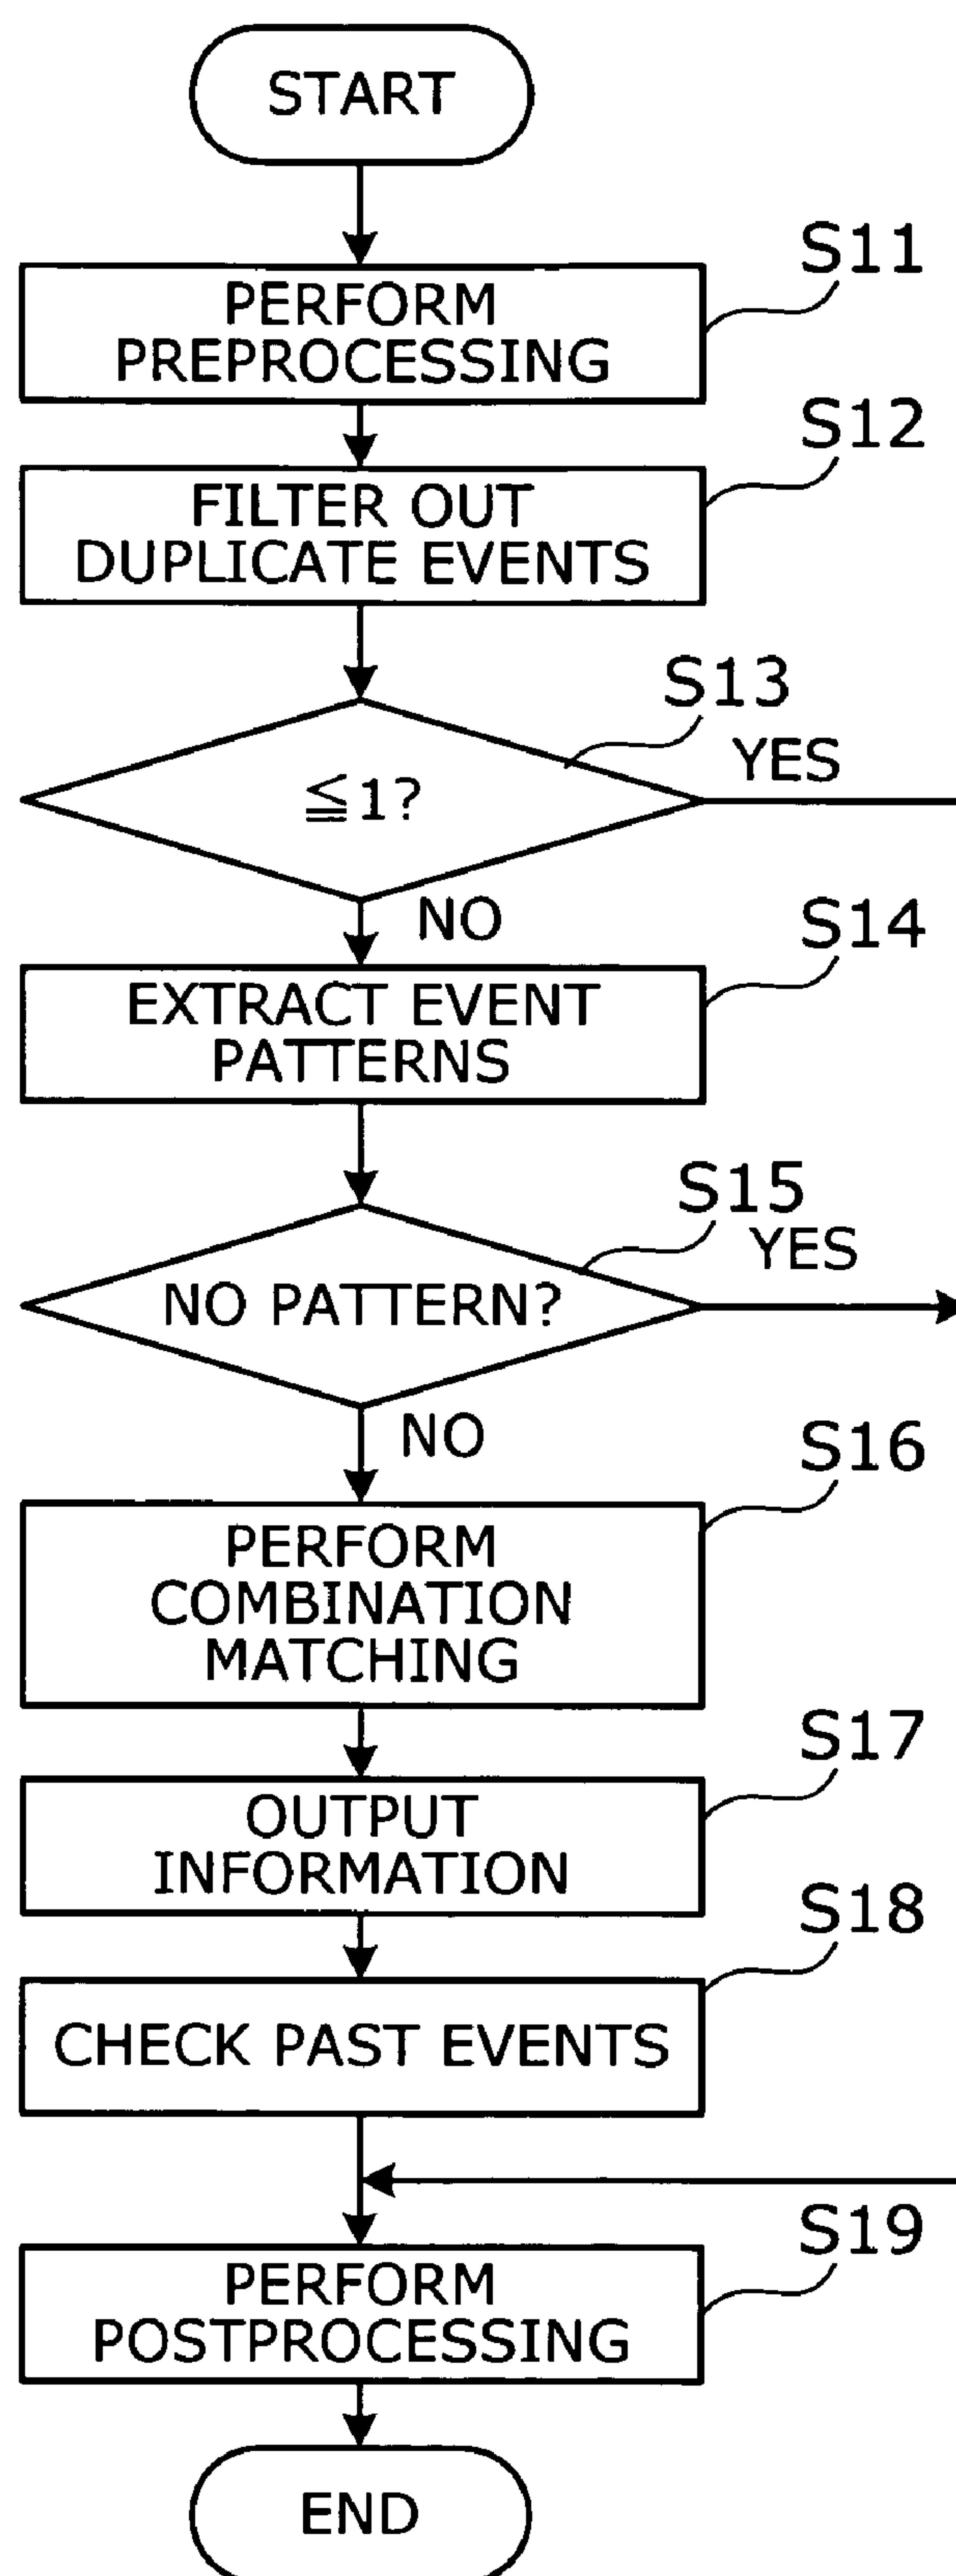 START
S11
PERFORM
PREPROCESSING
S12
FILTER OUT
DUPLICATE EVENTS
S13
YES
≦1?
NO
S14
EXTRACT EVENT
PATTERNS
S15
YES
NO PATTERN?
NO
S16
PERFORM
COMBINATION
MATCHING
S17
OUTPUT
INFORMATION
S18
CHECK PAST EVENTS
S19
PERFORM
POSTPROCESSING
END